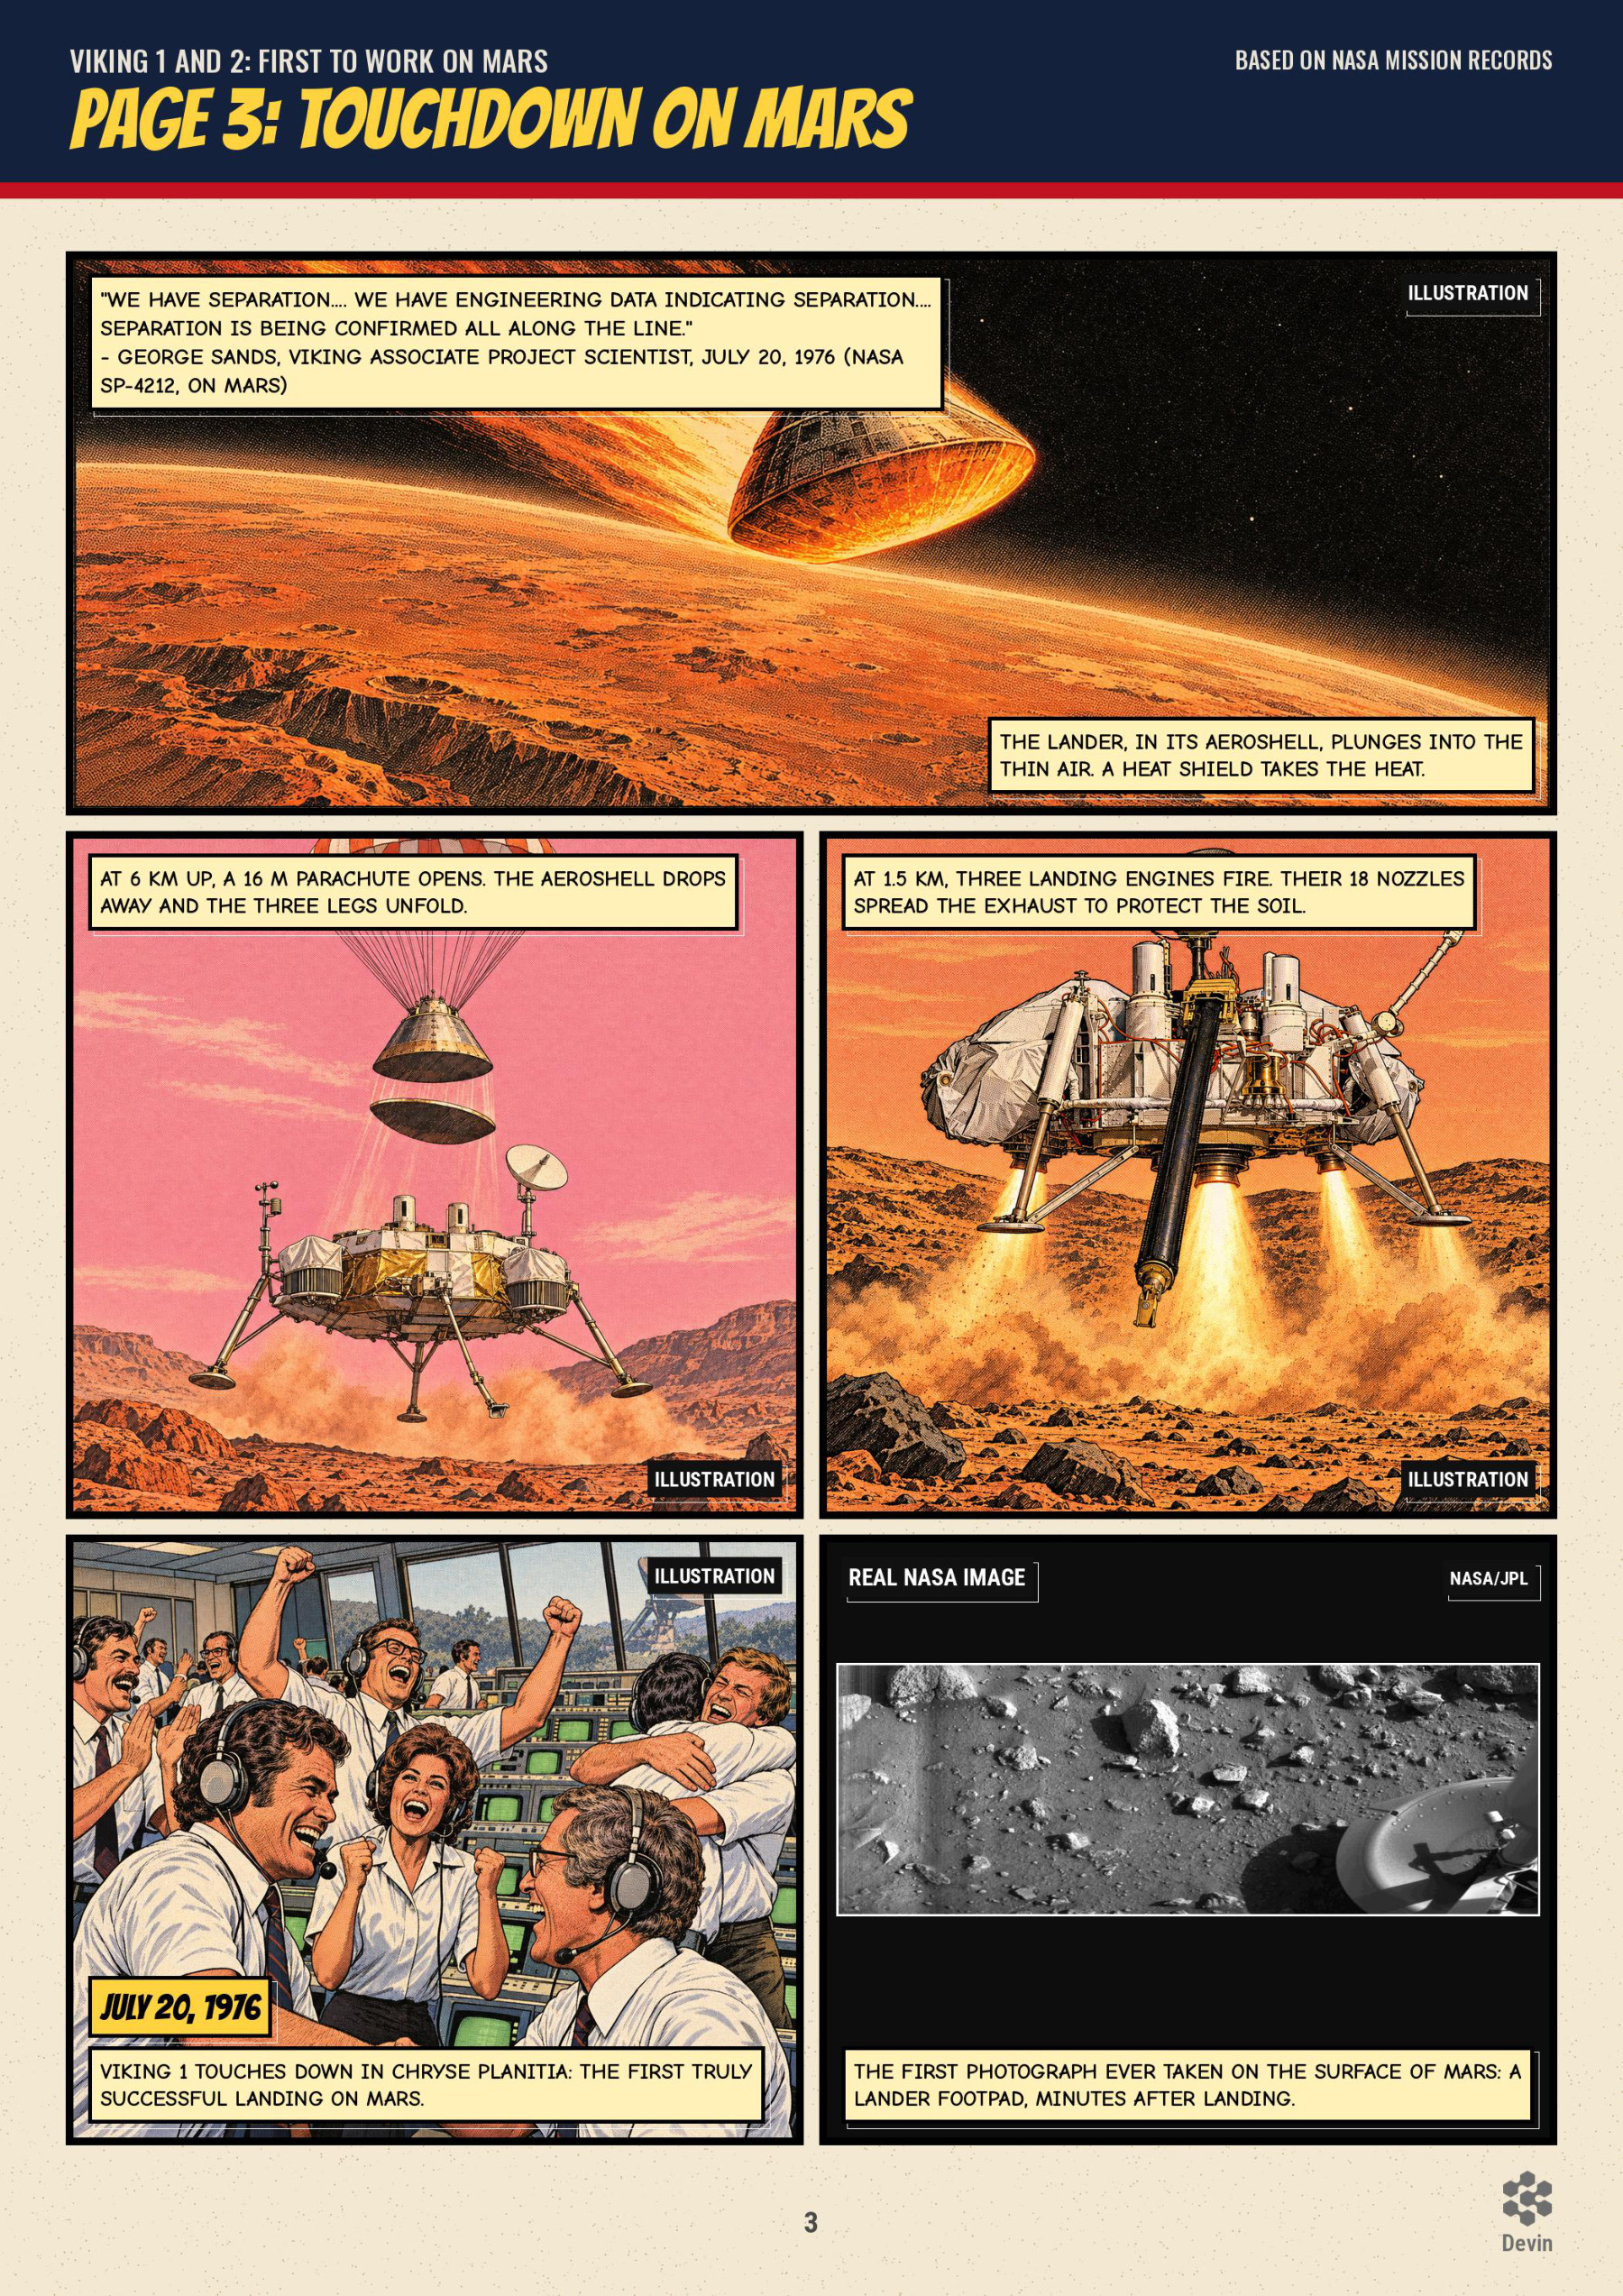 VIKING 1 AND 2: FIRST TO WORK ON MARS
BASED ON NASA MISSION RECORDS
PAGE 3: TOUCHDOWN ON MARS
"WE HAVE SEPARATION.... WE HAVE ENGINEERING DATA INDICATING SEPARATION....
SEPARATION IS BEING CONFIRMED ALL ALONG THE LINE."
- GEORGE SANDS, VIKING ASSOCIATE PROJECT SCIENTIST, JULY 20, 1976 (NASA
SP-4212, ON MARS)
ILLUSTRATION
THE LANDER, IN ITS AEROSHELL, PLUNGES INTO THE
THIN AIR. A HEAT SHIELD TAKES THE HEAT.
AT 6 KM UP, A 16 M PARACHUTE OPENS. THE AEROSHELL DROPS
AWAY AND THE THREE LEGS UNFOLD.
ILLUSTRATION
AT 1.5 KM, THREE LANDING ENGINES FIRE. THEIR 18 NOZZLES
SPREAD THE EXHAUST TO PROTECT THE SOIL.
ILLUSTRATION
ILLUSTRATION
JULY 20, 1976
VIKING 1 TOUCHES DOWN IN CHRYSE PLANITIA: THE FIRST TRULY
SUCCESSFUL LANDING ON MARS.
REAL NASA IMAGE
NASA/JPL
THE FIRST PHOTOGRAPH EVER TAKEN ON THE SURFACE OF MARS: A
LANDER FOOTPAD, MINUTES AFTER LANDING.
3
Devin